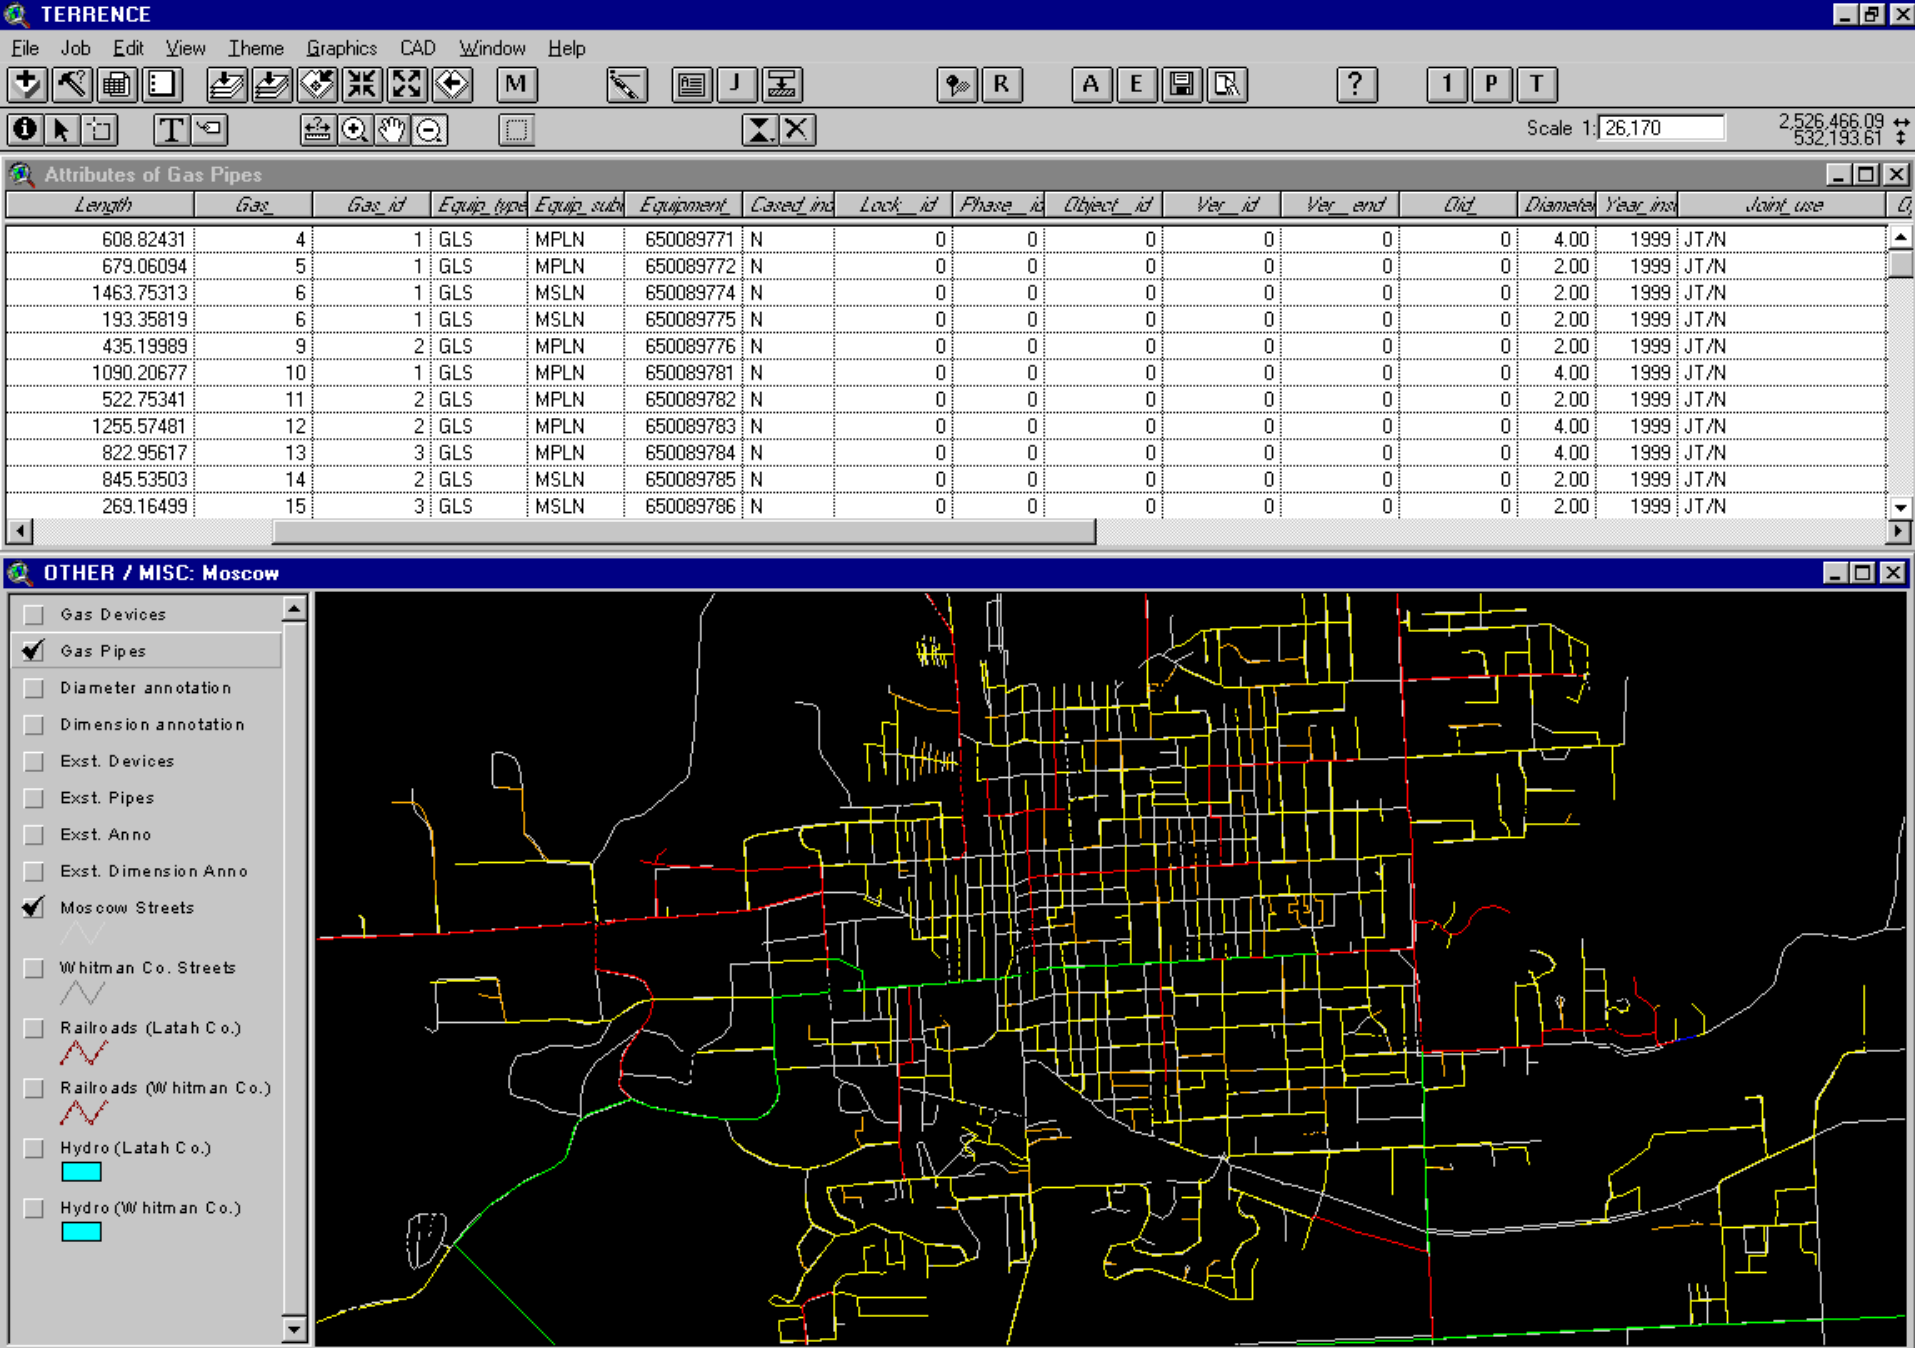 TERRENCE
File Job Edit View Theme Graphics CAD Window Help
M J R A E ? 1 P T
T Scale 1: 26,170 2,526,466.09
532,193.61
Attributes of Gas Pipes
Length Gas_ Gas_id Equip_type Equip_sub Equipment_ Cased_ind Lock__id Phase__id Object__id Ver__id Ver__end Oid_ Diameter Year_inst Joint_use
608.82431 4 1 GLS MPLN 650089771 N 0 0 0 0 0 0 4.00 1999 JT/N
679.06094 5 1 GLS MPLN 650089772 N 0 0 0 0 0 0 2.00 1999 JT/N
1463.75313 6 1 GLS MSLN 650089774 N 0 0 0 0 0 0 2.00 1999 JT/N
193.35819 6 1 GLS MSLN 650089775 N 0 0 0 0 0 0 2.00 1999 JT/N
435.19989 9 2 GLS MPLN 650089776 N 0 0 0 0 0 0 2.00 1999 JT/N
1090.20677 10 1 GLS MPLN 650089781 N 0 0 0 0 0 0 4.00 1999 JT/N
522.75341 11 2 GLS MPLN 650089782 N 0 0 0 0 0 0 2.00 1999 JT/N
1255.57481 12 2 GLS MPLN 650089783 N 0 0 0 0 0 0 4.00 1999 JT/N
822.95617 13 3 GLS MPLN 650089784 N 0 0 0 0 0 0 4.00 1999 JT/N
845.53503 14 2 GLS MSLN 650089785 N 0 0 0 0 0 0 2.00 1999 JT/N
269.16499 15 3 GLS MSLN 650089786 N 0 0 0 0 0 0 2.00 1999 JT/N
OTHER / MISC: Moscow
Gas Devices
Gas Pipes
Diameter annotation
Dimension annotation
Exst. Devices
Exst. Pipes
Exst. Anno
Exst. Dimension Anno
Moscow Streets
Whitman Co. Streets
Railroads (Latah Co.)
Railroads (Whitman Co.)
Hydro (Latah Co.)
Hydro (Whitman Co.)